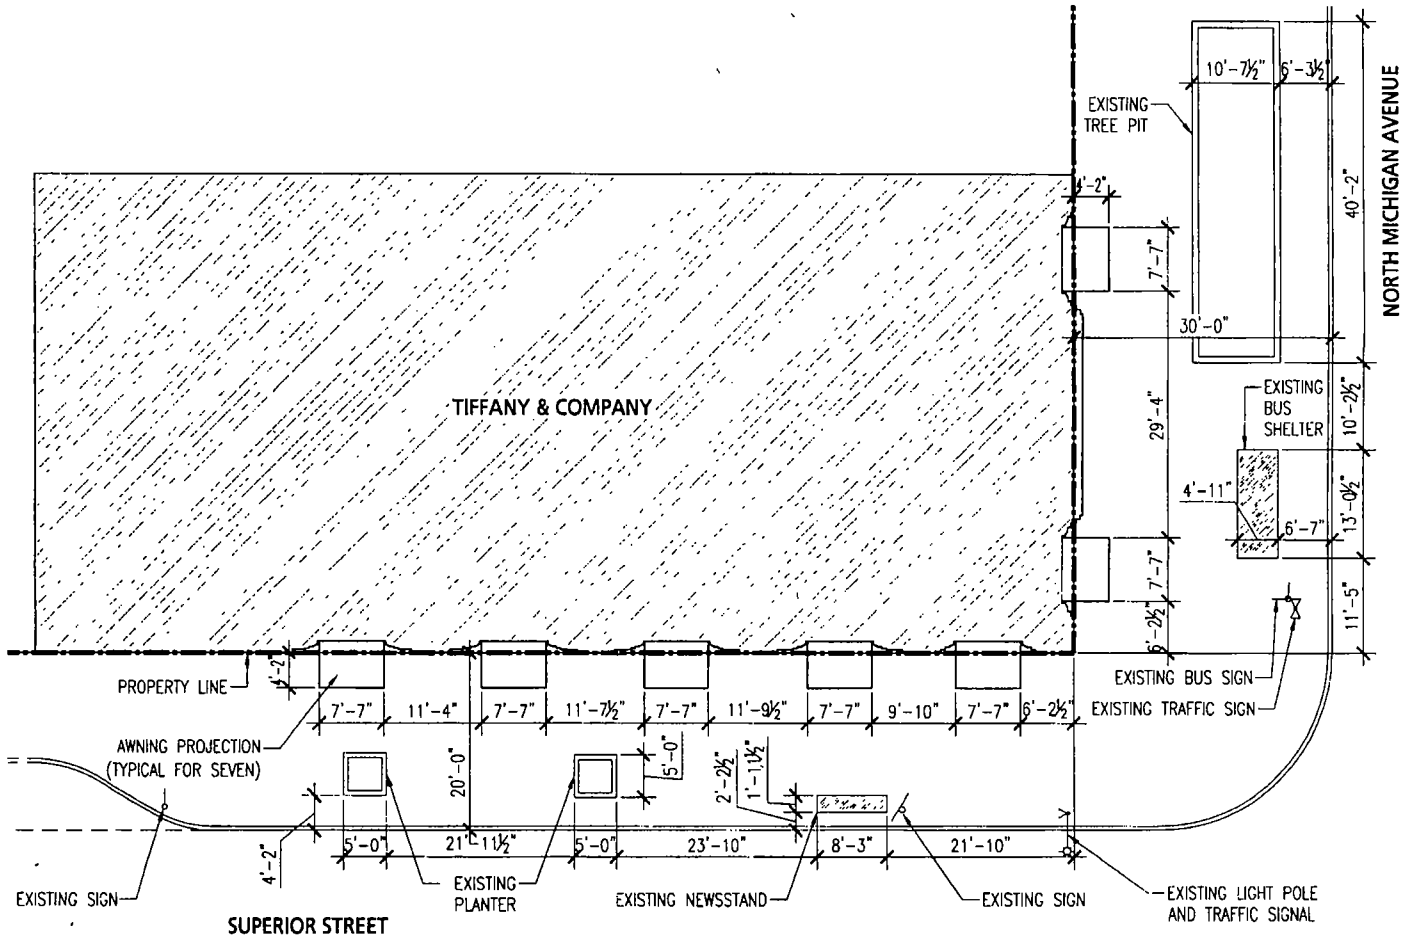 10'-7½"
6'-3½"
EXISTING
TREE PIT
NORTH MICHIGAN AVENUE
40'-2"
4'-2"
7'-7"
30'-0"
TIFFANY & COMPANY
29'-4"
EXISTING
BUS
SHELTER
10'-2½"
4'-11"
6'-7"
13'-0½"
7'-7"
6'-2½"
11'-5"
PROPERTY LINE
4'-2"
EXISTING BUS SIGN
EXISTING TRAFFIC SIGN
7'-7"
11'-4"
7'-7"
11'-7½"
7'-7"
11'-9½"
7'-7"
9'-10"
7'-7"
6'-2½"
AWNING PROJECTION
(TYPICAL FOR SEVEN)
20'-0"
5'-0"
2'-2½"
1'-11½"
4'-2"
5'-0"
21'-11½"
5'-0"
23'-10"
8'-3"
21'-10"
EXISTING SIGN
EXISTING
PLANTER
EXISTING NEWSSTAND
EXISTING SIGN
EXISTING LIGHT POLE
AND TRAFFIC SIGNAL
SUPERIOR STREET